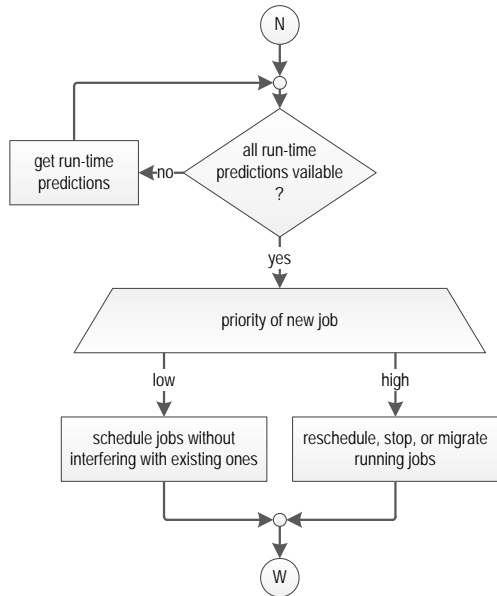 N
all run-time
predictions vailable
?
get run-time
predictions
no
yes
priority of new job
low
high
schedule jobs without
interfering with existing ones
reschedule, stop, or migrate
running jobs
W